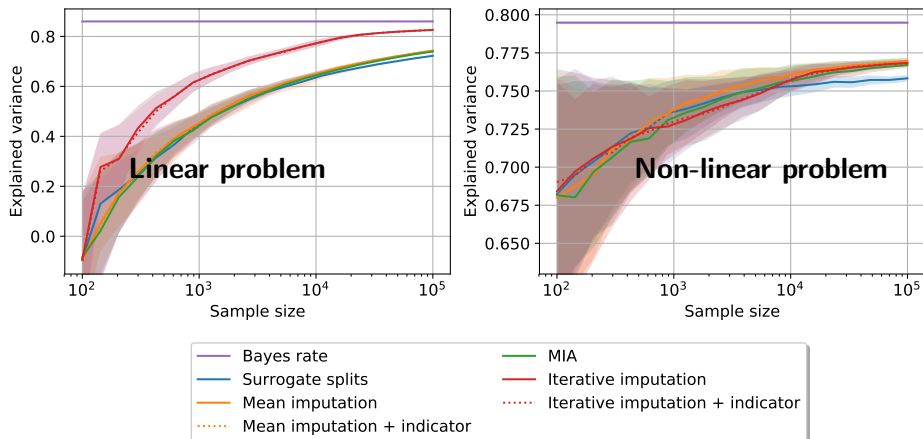 0.8
0.6
0.4
0.2
0.0
Explained variance
Linear problem
10²
10³
10⁴
10⁵
Sample size
0.800
0.775
0.750
0.725
0.700
0.675
0.650
Explained variance
Non-linear problem
10²
10³
10⁴
10⁵
Sample size
Bayes rate
Surrogate splits
Mean imputation
Mean imputation + indicator
MIA
Iterative imputation
Iterative imputation + indicator